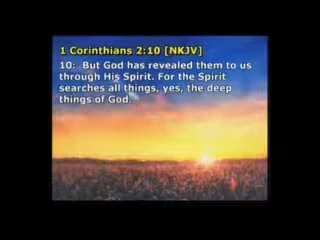 1 Corinthians 2:10 [NKJV]
10:  But God has revealed them to us
through His Spirit. For the Spirit
searches all things, yes, the deep
things of God.